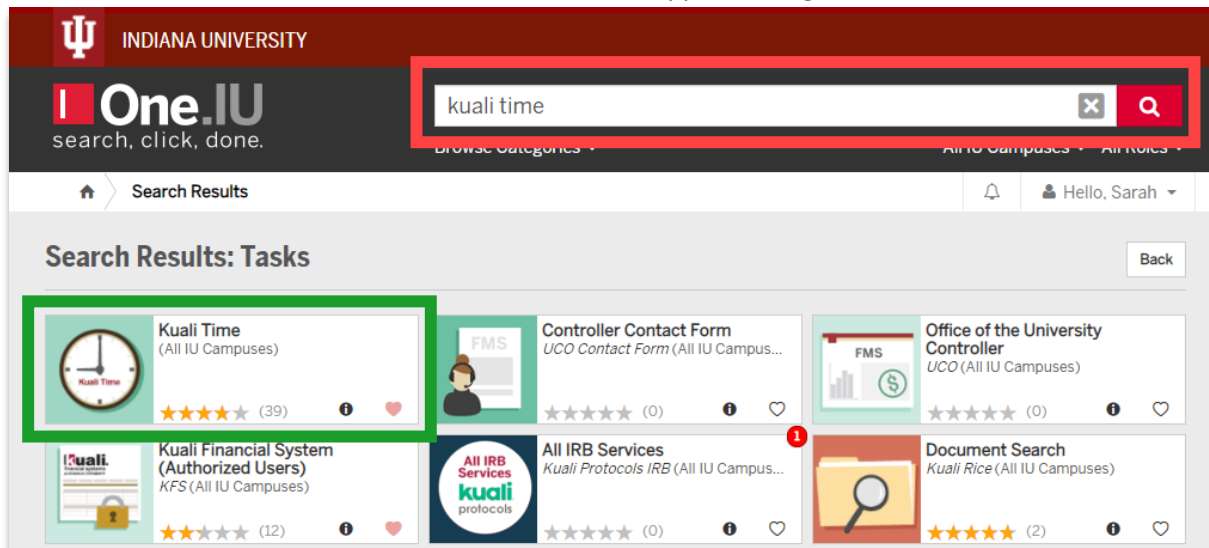 INDIANA UNIVERSITY
One.IU
search, click, done.
kuali time
Browse Categories
All IU Campuses All Roles
Search Results
Hello, Sarah
Search Results: Tasks
Back
Kuali Time
Kuali Time
(All IU Campuses)
(39)
FMS
Controller Contact Form
UCO Contact Form (All IU Campus...
(0)
FMS
Office of the University
Controller
UCO (All IU Campuses)
(0)
Kuali.
Kuali Financial System
(Authorized Users)
KFS (All IU Campuses)
(12)
All IRB
Services
kuali
protocols
All IRB Services
Kuali Protocols IRB (All IU Campus...
(0)
1
Document Search
Kuali Rice (All IU Campuses)
(2)